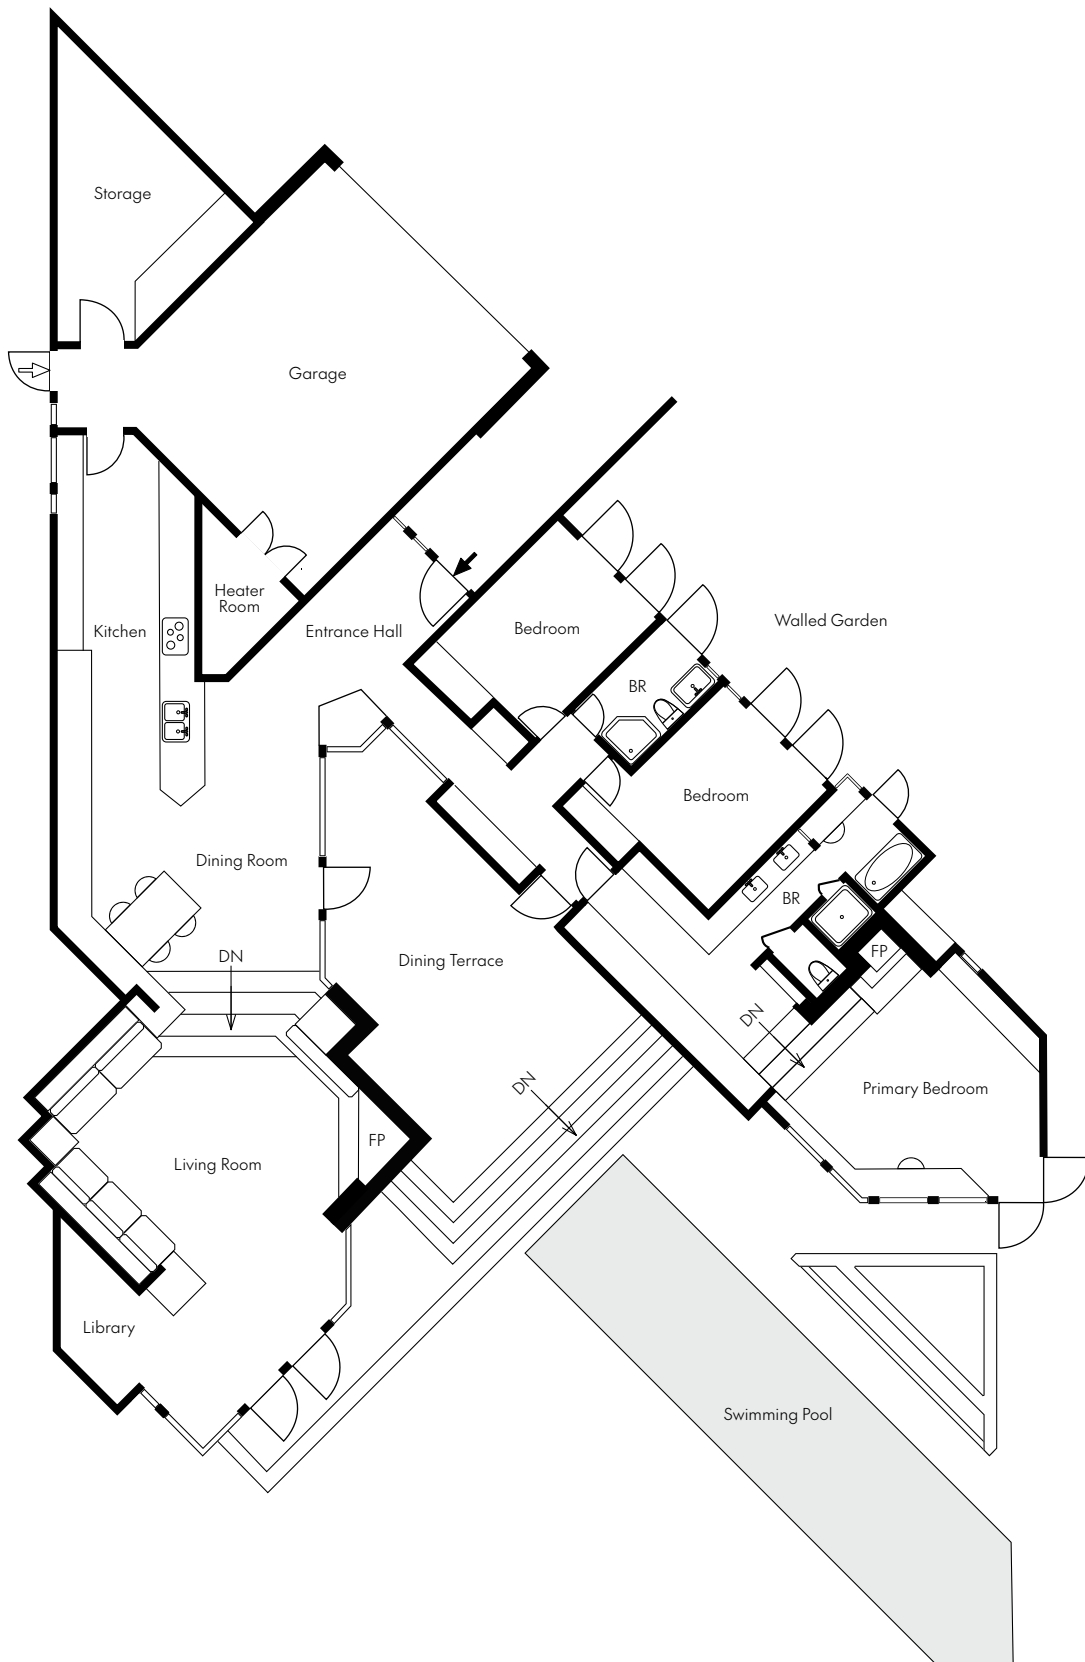 Storage
Garage
Heater
Room
Kitchen
Entrance Hall
Bedroom
Walled Garden
BR
Bedroom
Dining Room
BR
DN
Dining Terrace
FP
DN
DN
Primary Bedroom
FP
Living Room
Library
Swimming Pool